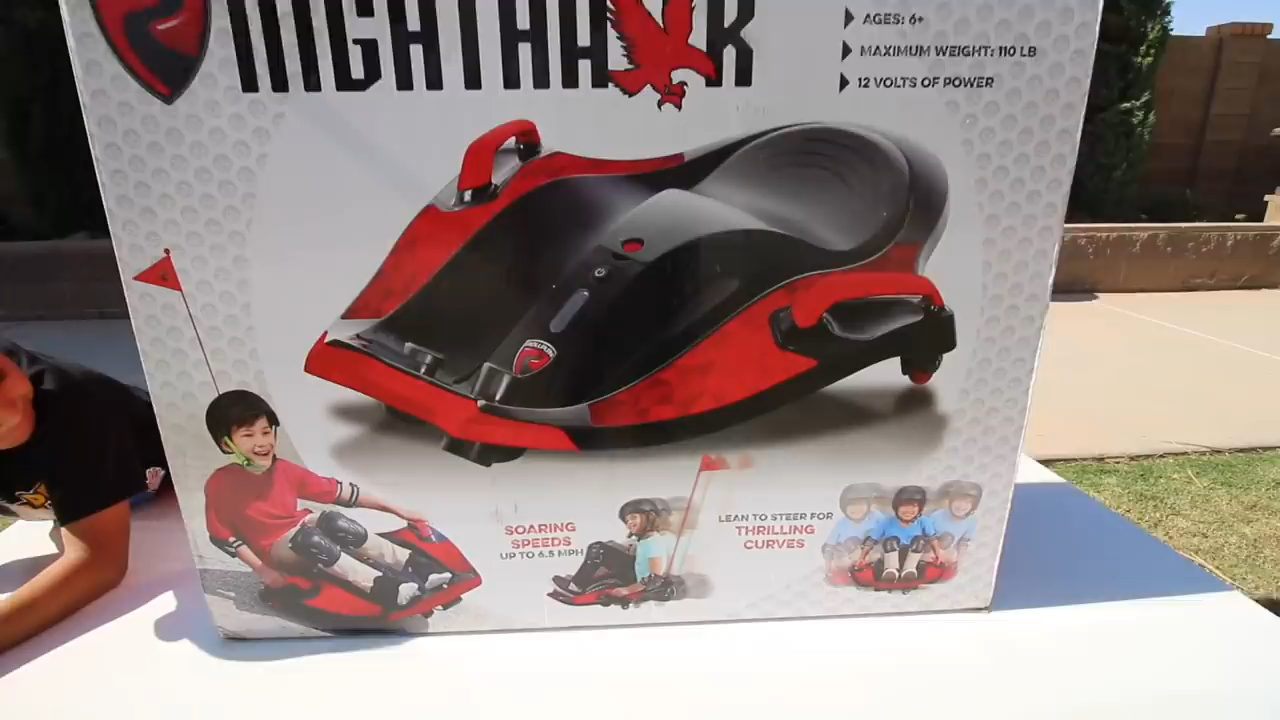 NIGHTHAWK
AGES: 6+
MAXIMUM WEIGHT: 110 LB
12 VOLTS OF POWER
SOARING
SPEEDS
UP TO 6.5 MPH
LEAN TO STEER FOR
THRILLING
CURVES